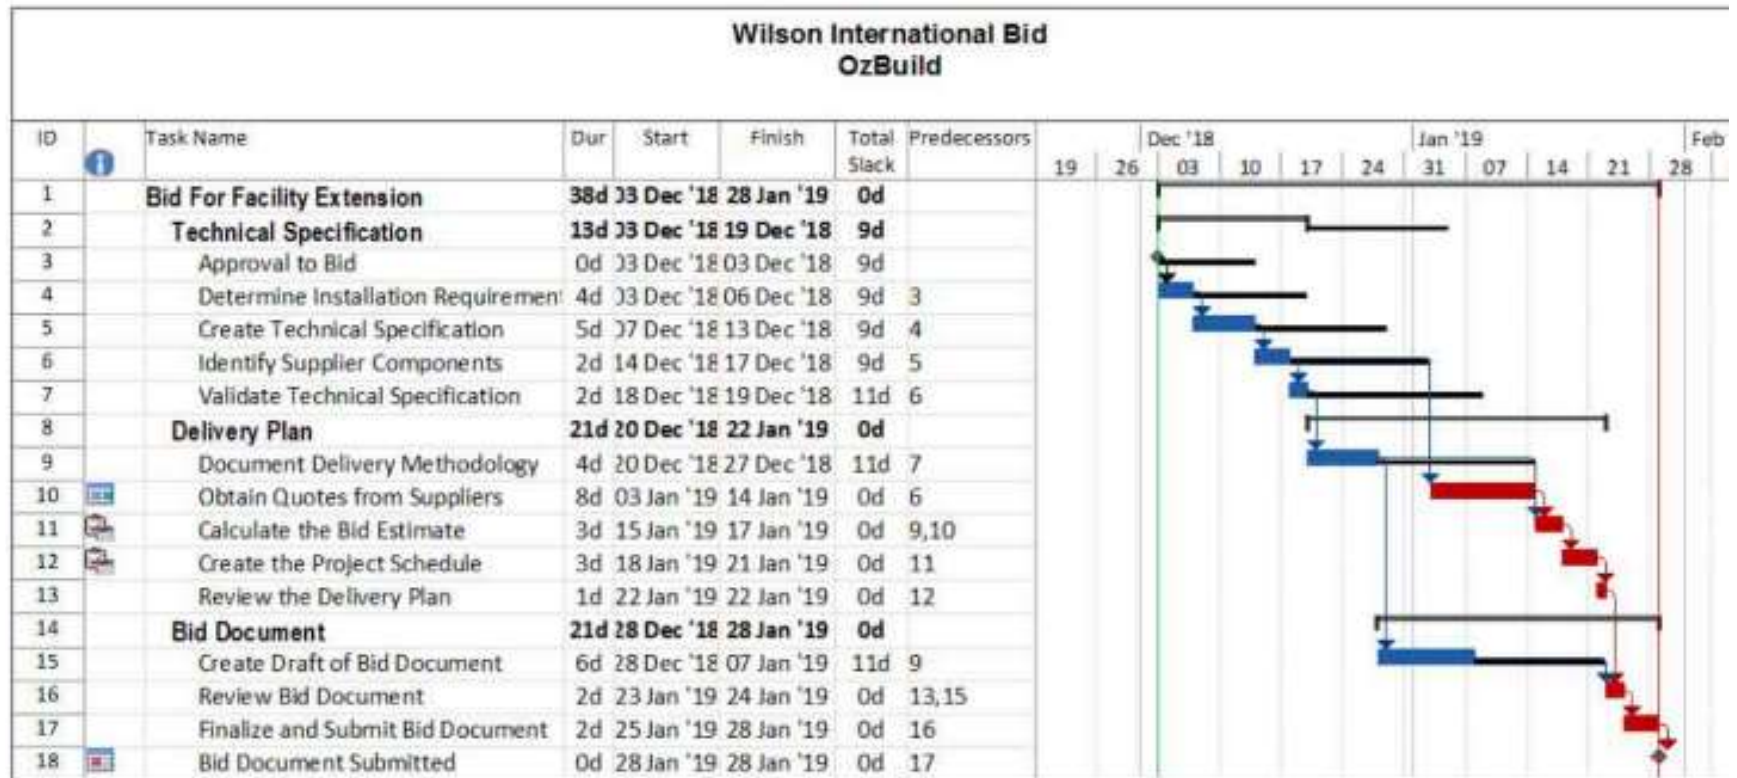 Wilson International Bid
OzBuild
ID Task Name Dur Start Finish Total Slack Predecessors 19 26 Dec '18 03 10 17 24 Jan '19 31 07 14 21 28 Feb
1 Bid For Facility Extension 38d 03 Dec '18 28 Jan '19 0d
2 Technical Specification 13d 03 Dec '18 19 Dec '18 9d
3 Approval to Bid 0d 03 Dec '18 03 Dec '18 9d
4 Determine Installation Requirement 4d 03 Dec '18 06 Dec '18 9d 3
5 Create Technical Specification 5d 07 Dec '18 13 Dec '18 9d 4
6 Identify Supplier Components 2d 14 Dec '18 17 Dec '18 9d 5
7 Validate Technical Specification 2d 18 Dec '18 19 Dec '18 11d 6
8 Delivery Plan 21d 20 Dec '18 22 Jan '19 0d
9 Document Delivery Methodology 4d 20 Dec '18 27 Dec '18 11d 7
10 Obtain Quotes from Suppliers 8d 03 Jan '19 14 Jan '19 0d 6
11 Calculate the Bid Estimate 3d 15 Jan '19 17 Jan '19 0d 9,10
12 Create the Project Schedule 3d 18 Jan '19 21 Jan '19 0d 11
13 Review the Delivery Plan 1d 22 Jan '19 22 Jan '19 0d 12
14 Bid Document 21d 28 Dec '18 28 Jan '19 0d
15 Create Draft of Bid Document 6d 28 Dec '18 07 Jan '19 11d 9
16 Review Bid Document 2d 23 Jan '19 24 Jan '19 0d 13,15
17 Finalize and Submit Bid Document 2d 25 Jan '19 28 Jan '19 0d 16
18 Bid Document Submitted 0d 28 Jan '19 28 Jan '19 0d 17